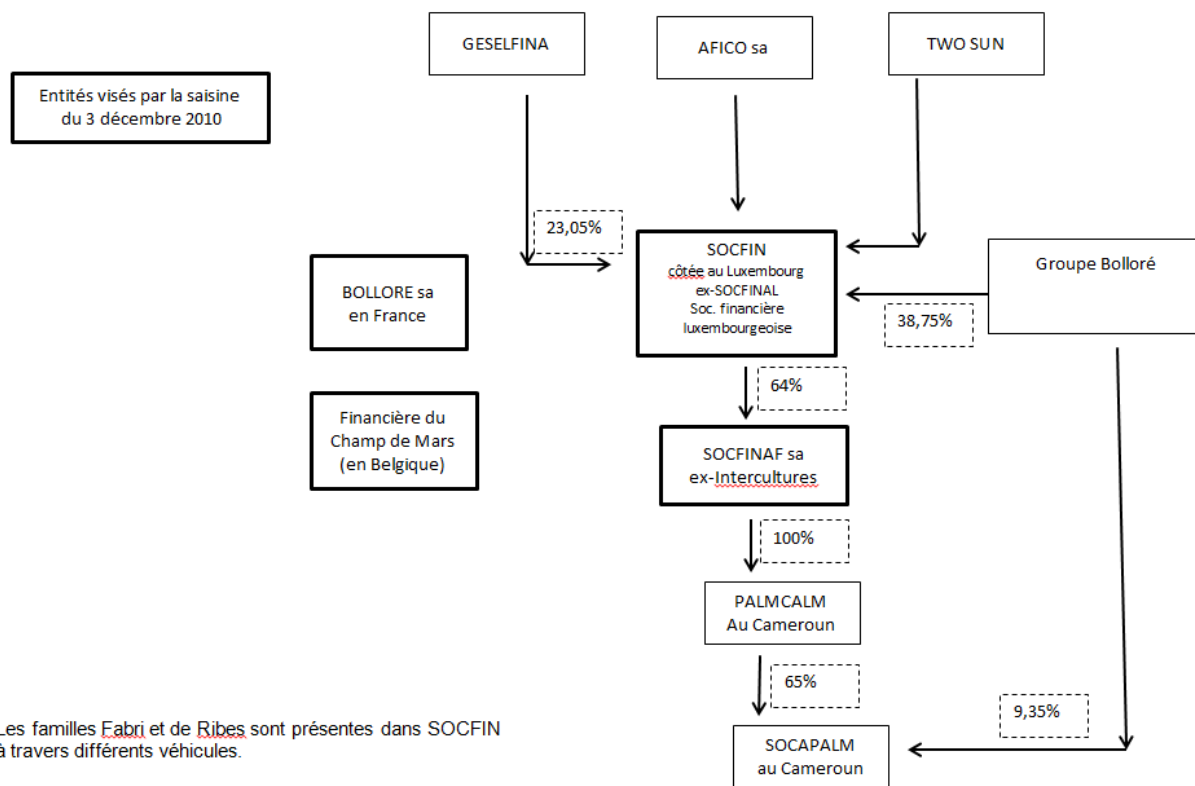 GESELFINA
AFICO sa
TWO SUN
Entités visés par la saisine
du 3 décembre 2010
23,05%
SOCFIN
côtée au Luxembourg
ex-SOCFINAL
Soc. financière
luxembourgeoise
Groupe Bolloré
BOLLORE sa
en France
38,75%
64%
Financière du
Champ de Mars
(en Belgique)
SOCFINAF sa
ex-Intercultures
100%
PALMCALM
Au Cameroun
65%
9,35%
Les familles Fabri et de Ribes sont présentes dans SOCFIN
à travers différents véhicules.
SOCAPALM
au Cameroun